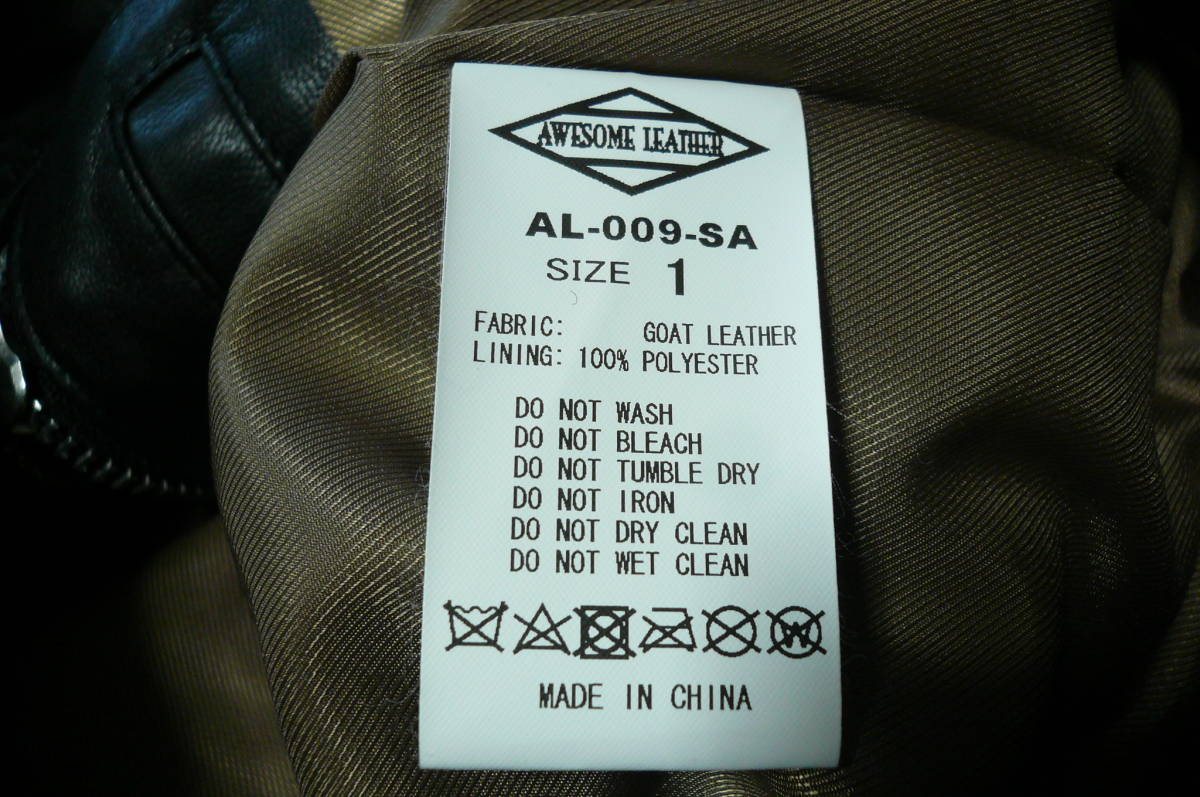 AWESOME LEATHER
AL-009-SA
SIZE 1
FABRIC: GOAT LEATHER
LINING: 100% POLYESTER
DO NOT WASH
DO NOT BLEACH
DO NOT TUMBLE DRY
DO NOT IRON
DO NOT DRY CLEAN
DO NOT WET CLEAN
W
MADE IN CHINA